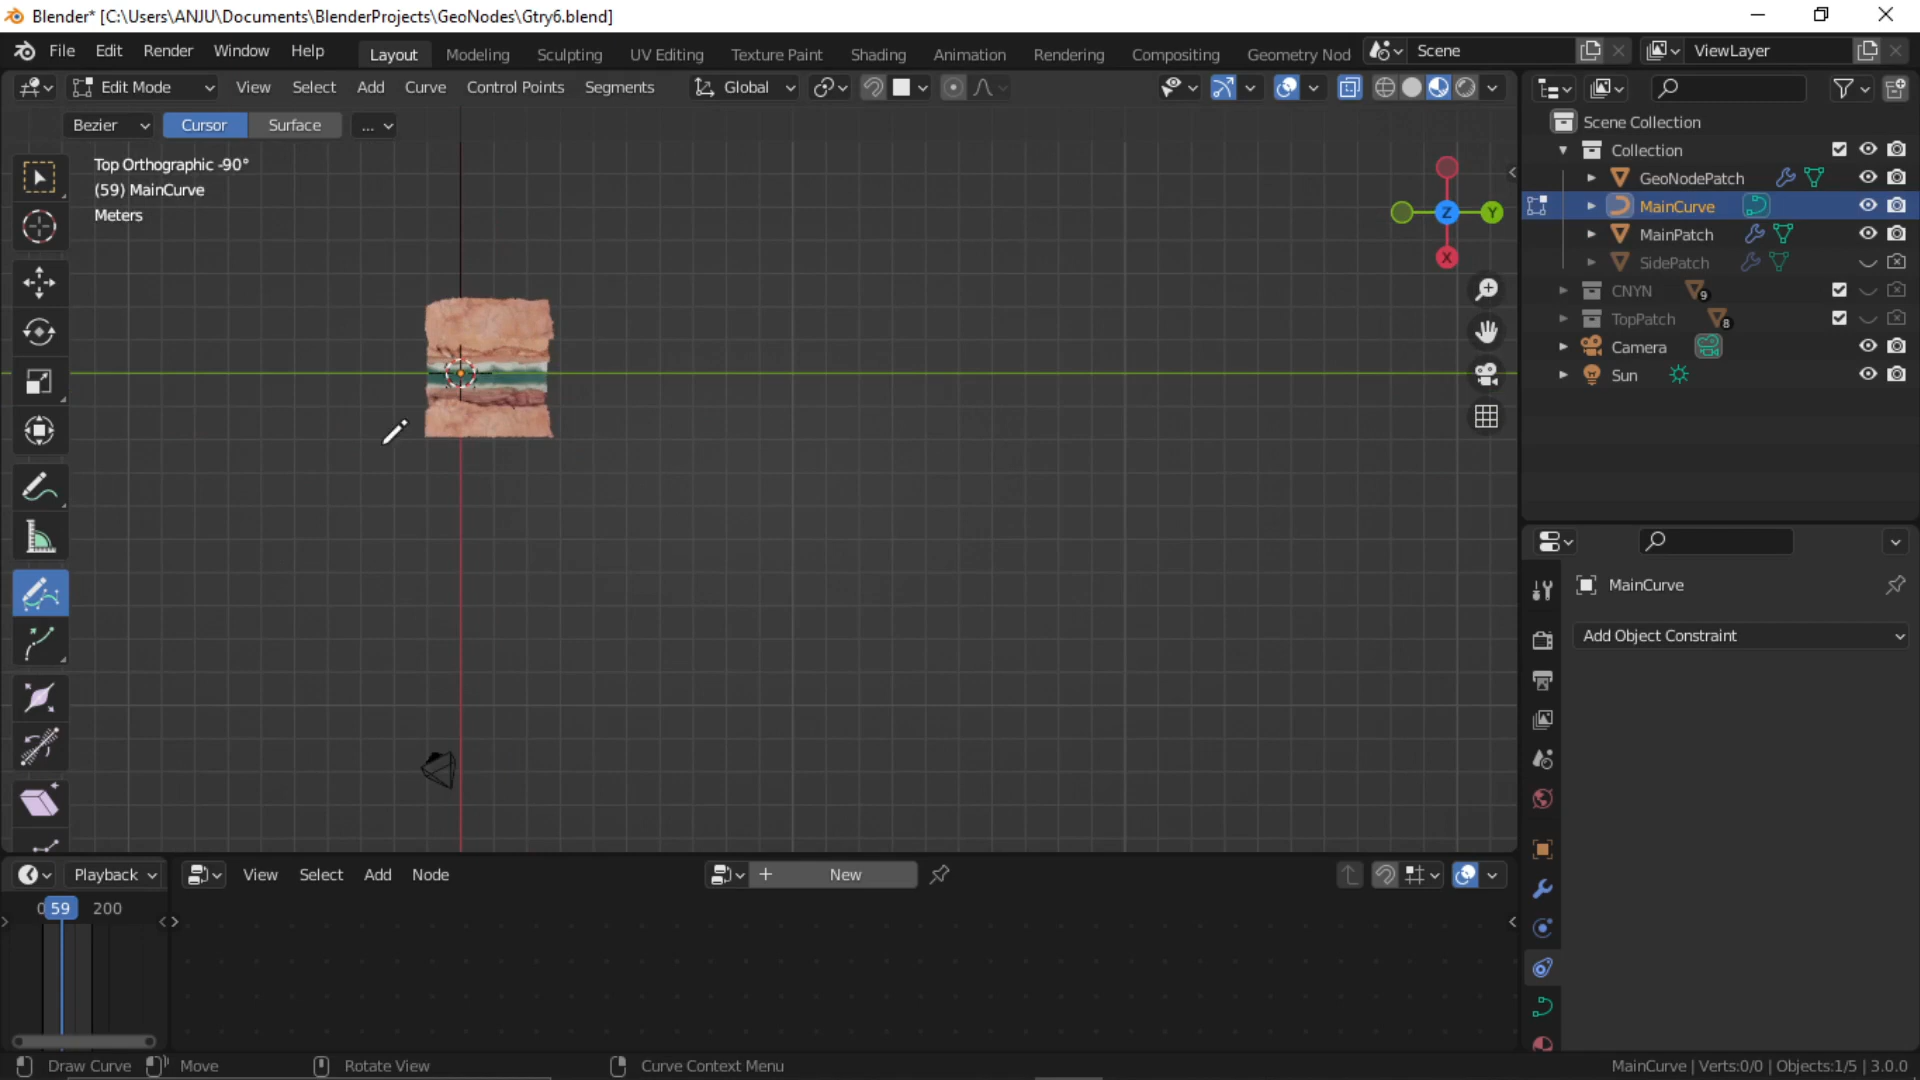 Blender* [C:\Users\ANJU\Documents\BlenderProjects\GeoNodes\Gtry6.blend]
File Edit Render Window Help Layout Modeling Sculpting UV Editing Texture Paint Shading Animation Rendering Compositing Geometry Nod Scene ViewLayer
Edit Mode View Select Add Curve Control Points Segments Global
Bezier Cursor Surface ...
Top Orthographic -90°
(59) MainCurve
Meters
Y
Z
X
Scene Collection
Collection
GeoNodePatch
MainCurve
MainPatch
SidePatch
CNYN 9
TopPatch 8
Camera
Sun
MainCurve
Add Object Constraint
Playback View Select Add Node New
0 59 200
Draw Curve Move Rotate View Curve Context Menu MainCurve | Verts:0/0 | Objects:1/5 | 3.0.0